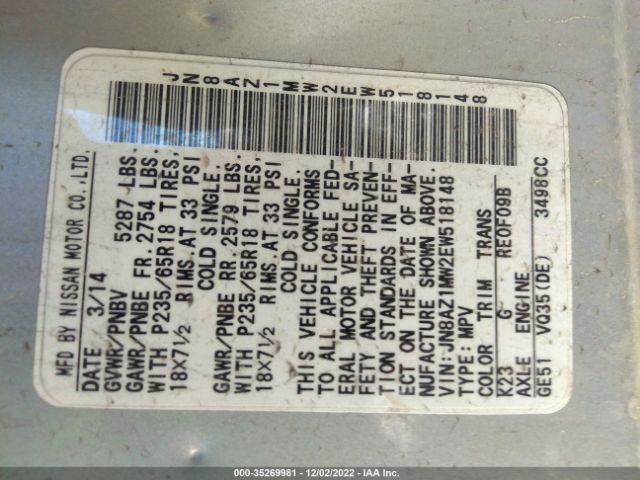 JN8AZ1MW2EW518148
MFD BY NISSAN MOTOR CO.,LTD.
DATE 3/14
GVWR/PNBV 5287 LBS.
GAWR/PNBE FR. 2754 LBS.
WITH P235/65R18 TIRES,
18X7½ RIMS.AT 33 PSI
COLD SINGLE.
GAWR/PNBE RR. 2579 LBS.
WITH P235/65R18 TIRES,
18X7½ RIMS.AT 33 PSI
COLD SINGLE.
THIS VEHICLE CONFORMS
TO ALL APPLICABLE FED-
ERAL MOTOR VEHICLE SA-
FETY AND THEFT PREVEN-
TION STANDARDS IN EFF-
ECT ON THE DATE OF MA-
NUFACTURE SHOWN ABOVE.
VIN:JN8AZ1MW2EW518148
TYPE:MPV
COLOR TRIM TRANS
K23 G RE0F09B
AXLE ENGINE
GE51 VQ35(DE) 3498CC
000-35269981 - 12/02/2022 - IAA Inc.